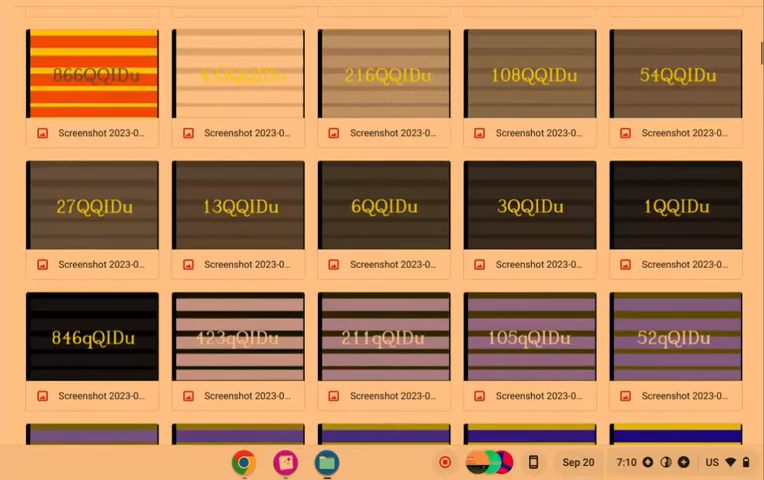 866QQIDu
433QQIDu
216QQIDu
108QQIDu
54QQIDu
Screenshot 2023-0...
Screenshot 2023-0...
Screenshot 2023-0...
Screenshot 2023-0...
Screenshot 2023-0...
27QQIDu
13QQIDu
6QQIDu
3QQIDu
1QQIDu
Screenshot 2023-0...
Screenshot 2023-0...
Screenshot 2023-0...
Screenshot 2023-0...
Screenshot 2023-0...
846qQIDu
423qQIDu
211qQIDu
105qQIDu
52qQIDu
Screenshot 2023-0...
Screenshot 2023-0...
Screenshot 2023-0...
Screenshot 2023-0...
Screenshot 2023-0...
Sep 20
7:10
US